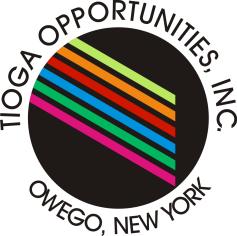 TIOGA OPPORTUNITIES, INC.
OWEGO, NEW YORK